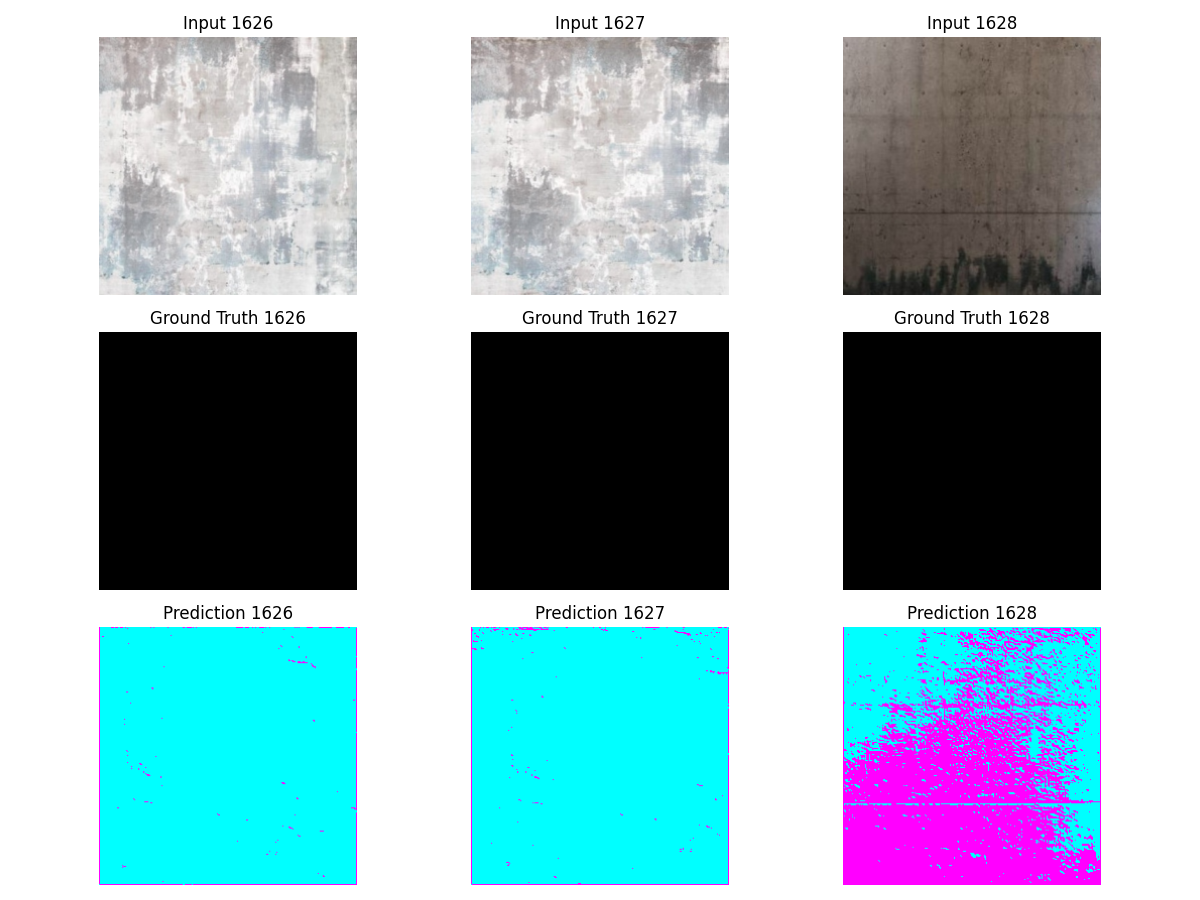 Input 1626
Input 1627
Input 1628
Ground Truth 1626
Ground Truth 1627
Ground Truth 1628
Prediction 1626
Prediction 1627
Prediction 1628